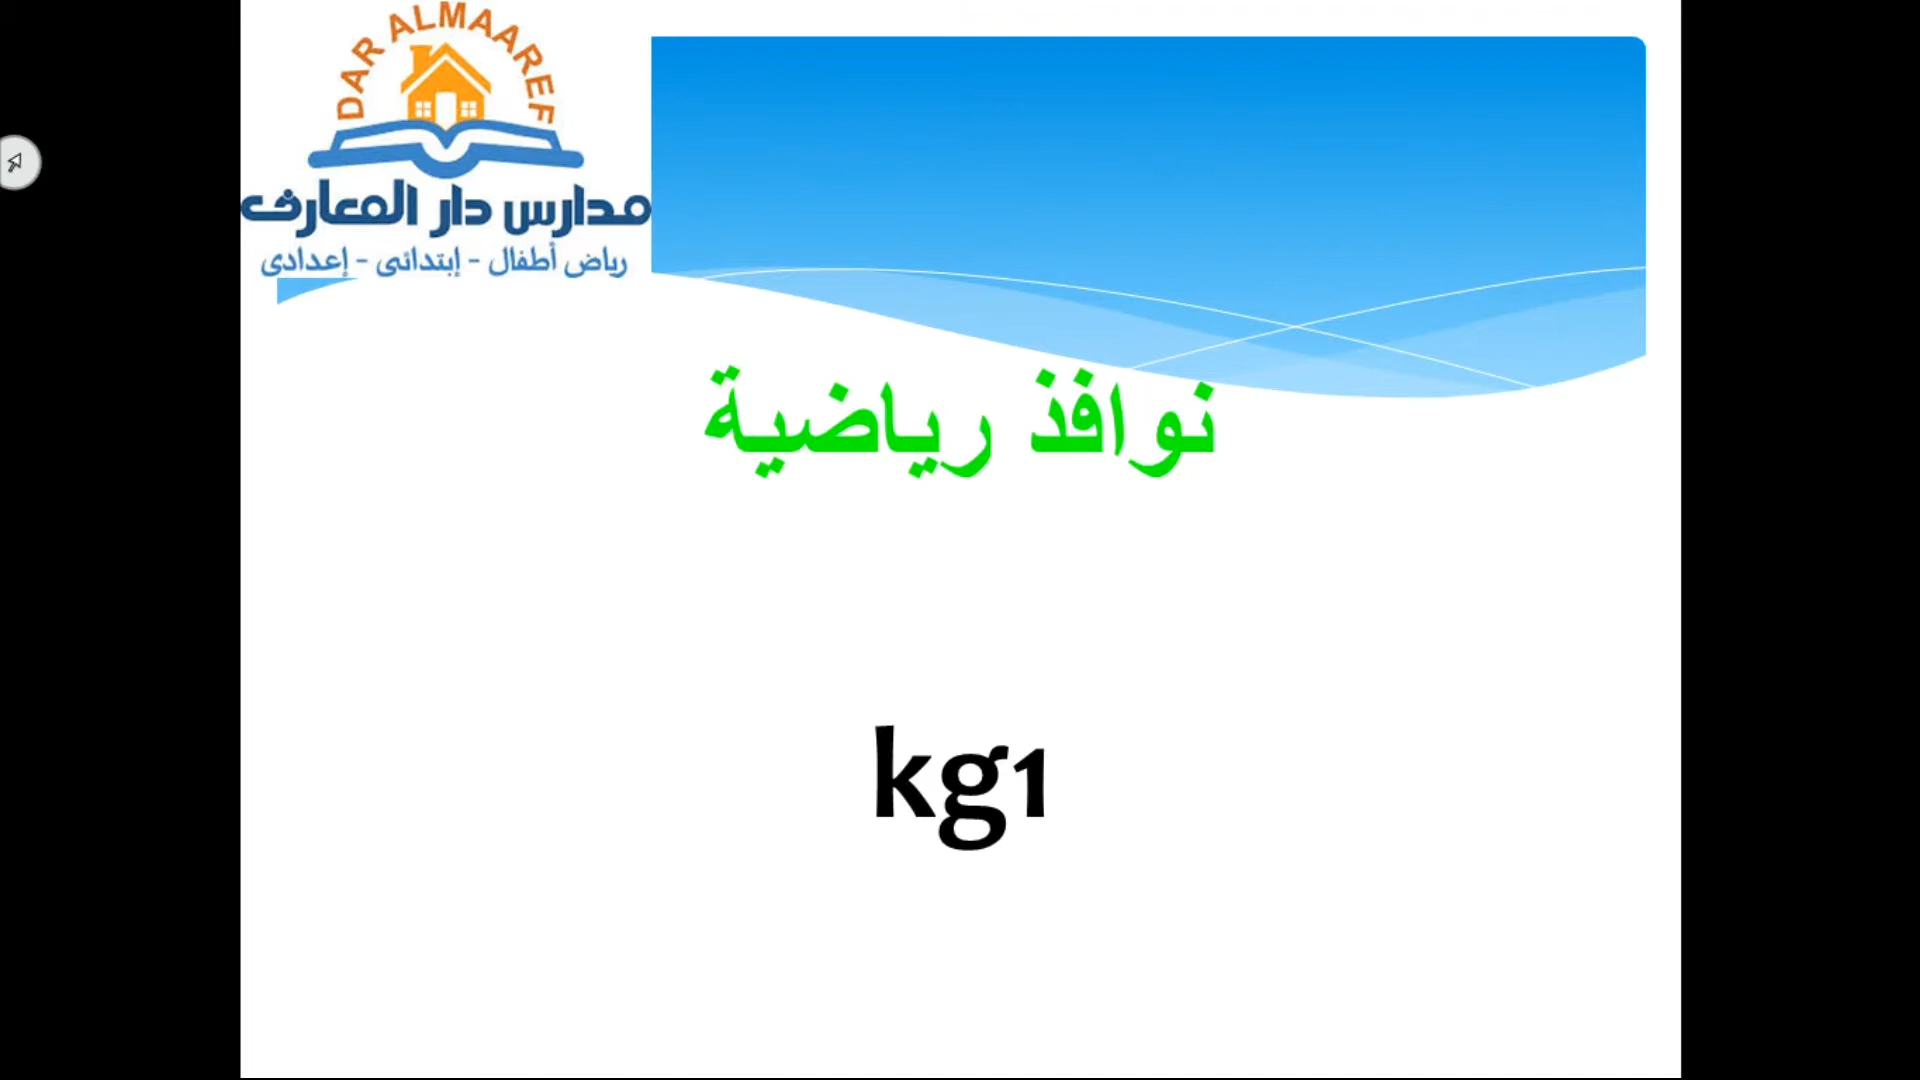 DAR ALMAAREF
مدارس دار المعارف
رياض أطفال - إبتدائى - إعدادى
نوافذ رياضية
kg1